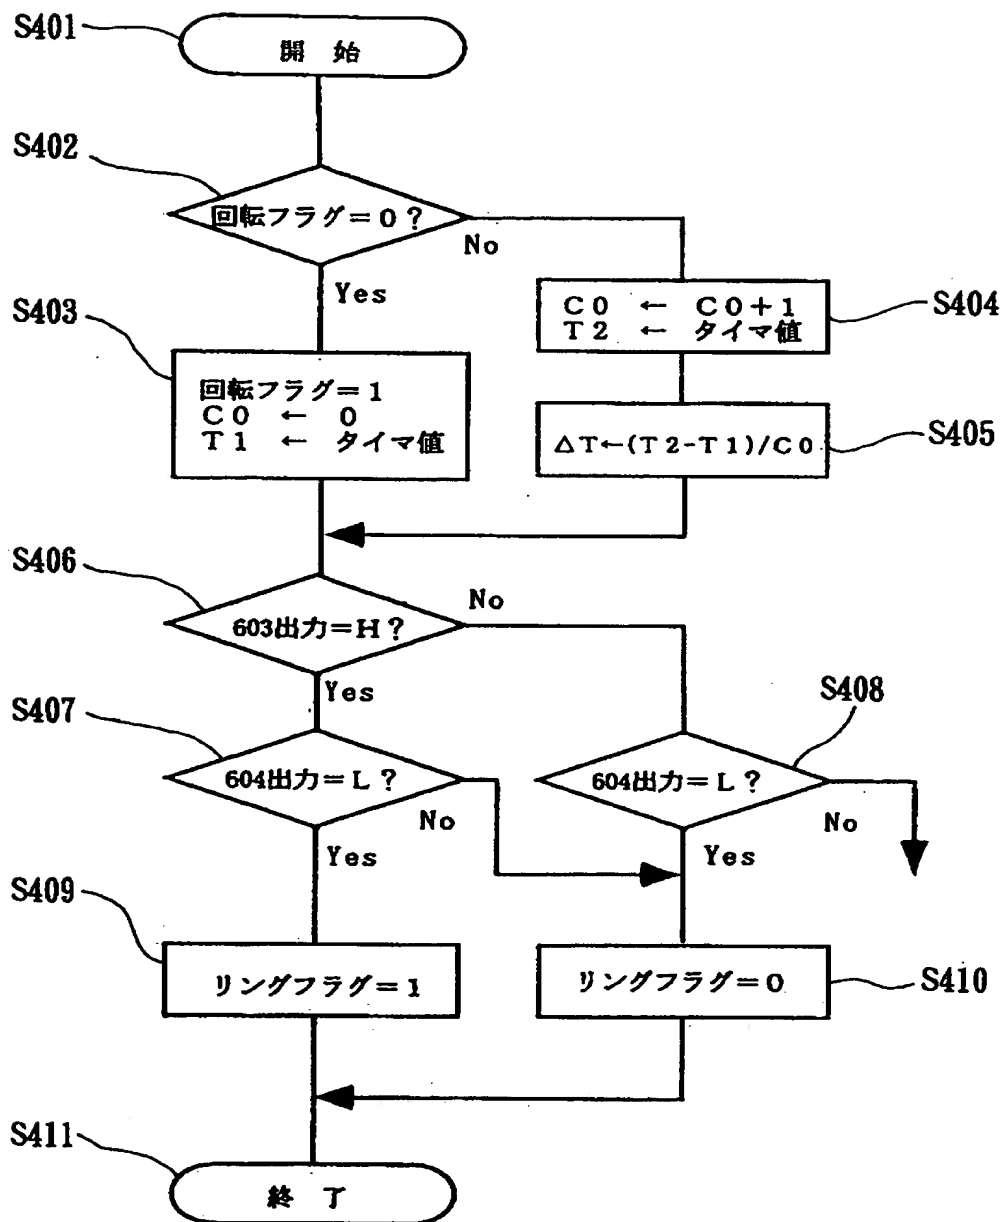 S401
開 始
S402
回転フラグ=0?
No
Yes
S403
回転フラグ=1
C0 ← 0
T1 ← タイマ値
C0 ← C0+1
T2 ← タイマ値
S404
△T←(T2-T1)/C0
S405
S406
603出力=H?
No
Yes
S407
604出力=L?
No
Yes
S408
604出力=L?
No
Yes
S409
リングフラグ=1
リングフラグ=0
S410
S411
終 了